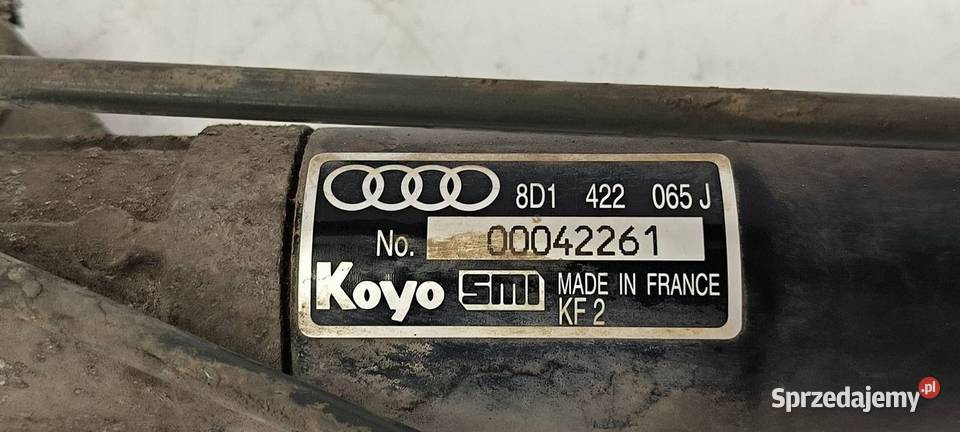 8D1 422 065 J
No. 00042261
Koyo SMI MADE IN FRANCE
KF 2
Sprzedajemy.pl